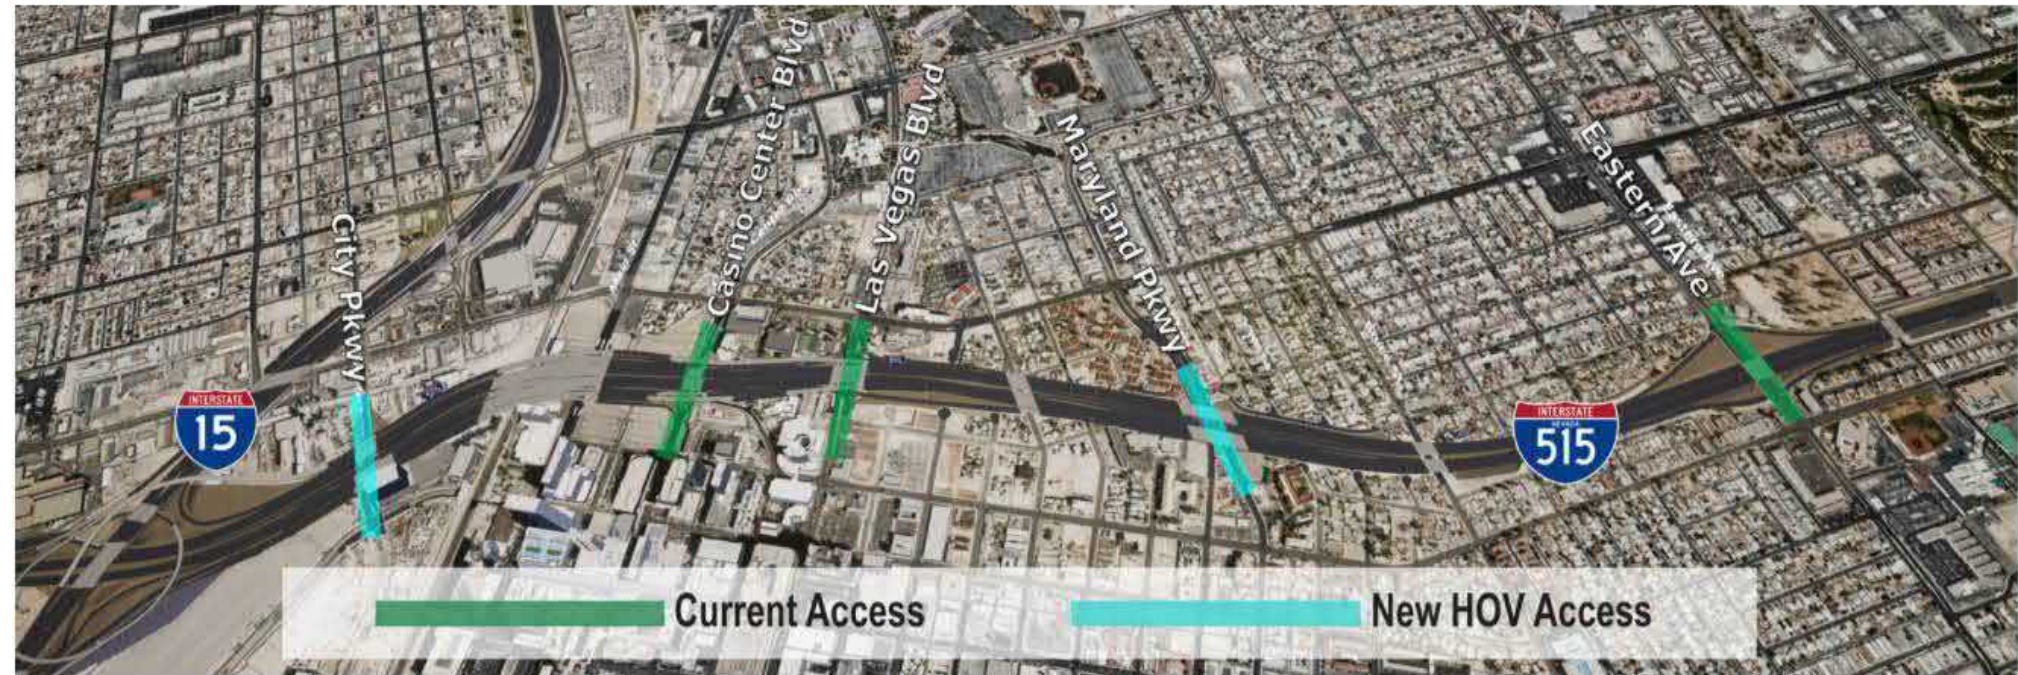 City Pkwy
Casino Center Blvd
Las Vegas Blvd
Maryland Pkwy
Eastern Ave
INTERSTATE
15
INTERSTATE
NEVADA
515
Current Access
New HOV Access